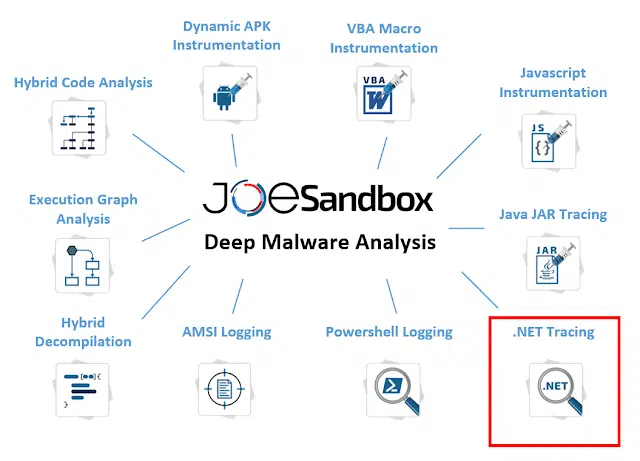 Dynamic APK
Instrumentation
VBA Macro
Instrumentation
Hybrid Code Analysis
Javascript
Instrumentation
VBA
W
JS
{ }
JOESandbox
Deep Malware Analysis
Execution Graph
Analysis
Java JAR Tracing
JAR
Hybrid
Decompilation
AMSI Logging
Powershell Logging
.NET Tracing
{
}
.NET